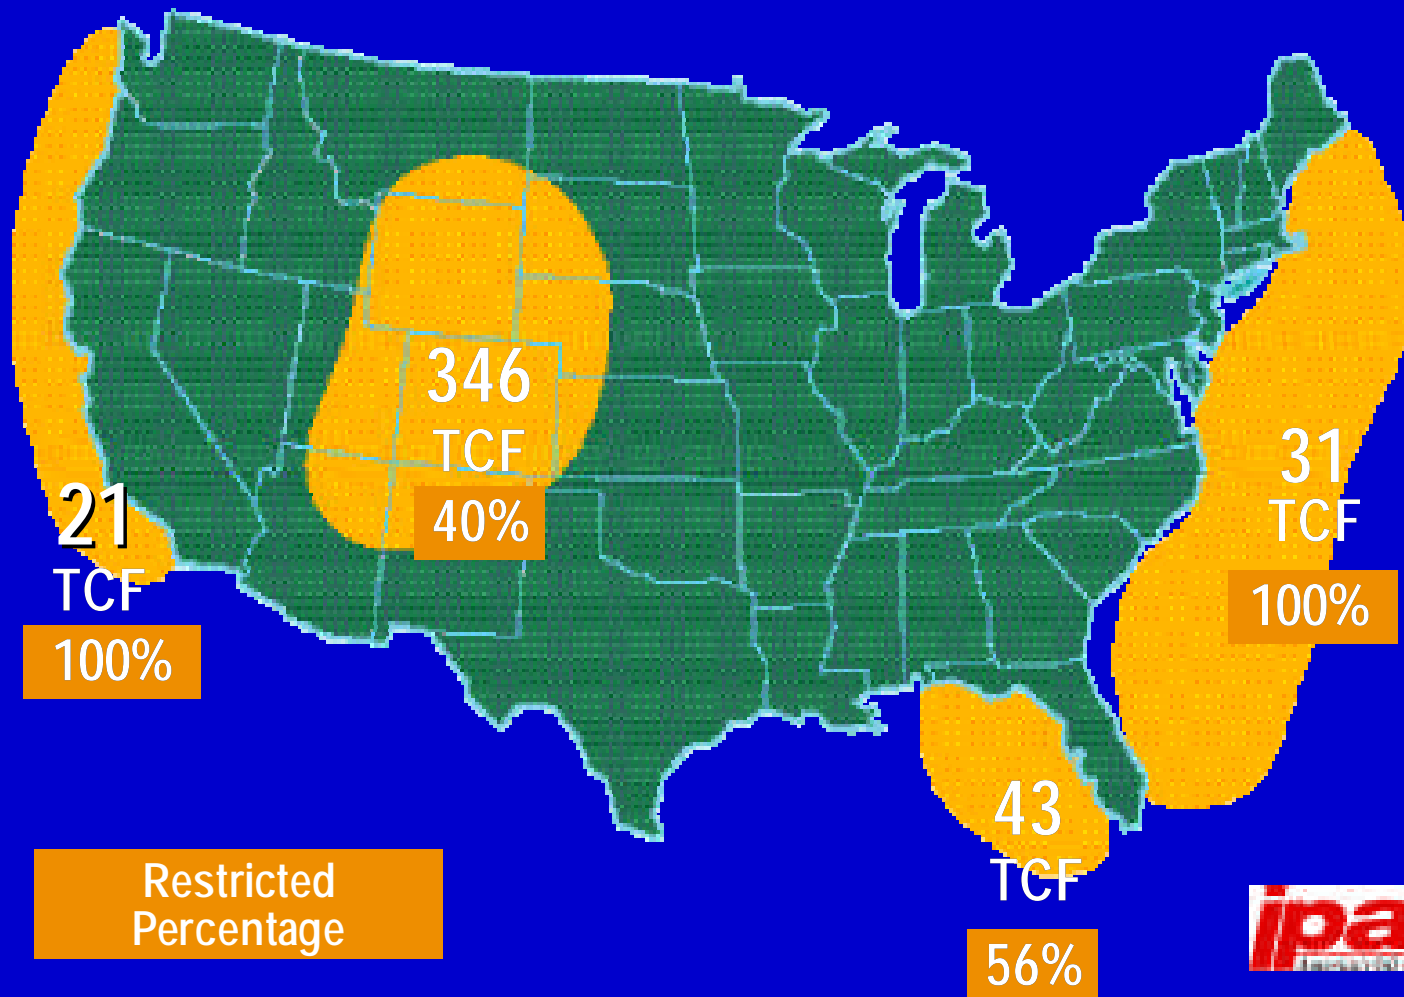 346
TCF
40%
21
TCF
100%
31
TCF
100%
43
TCF
56%
Restricted
Percentage
ipa